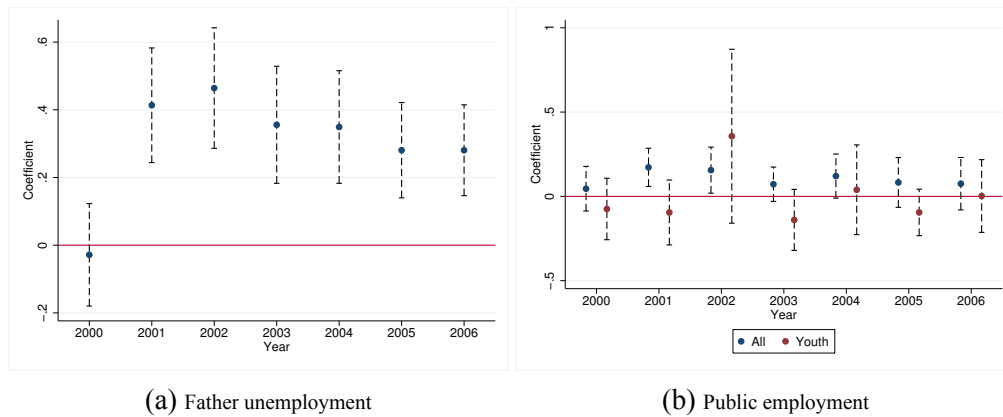 Coefficient
.6
.4
.2
0
-.2
2000 2001 2002 2003 2004 2005 2006
Year
(a) Father unemployment
Coefficient
1
.5
0
-.5
2000 2001 2002 2003 2004 2005 2006
Year
All Youth
(b) Public employment